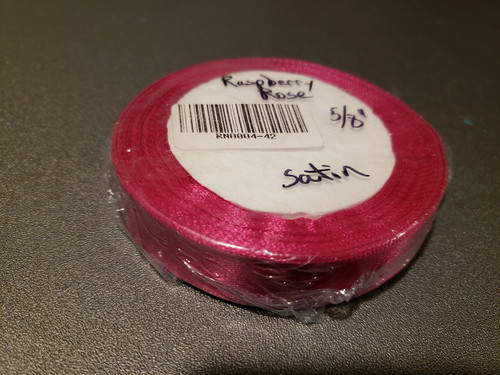 Raspberry
Rose
5/8"
RN0004-42
Satin